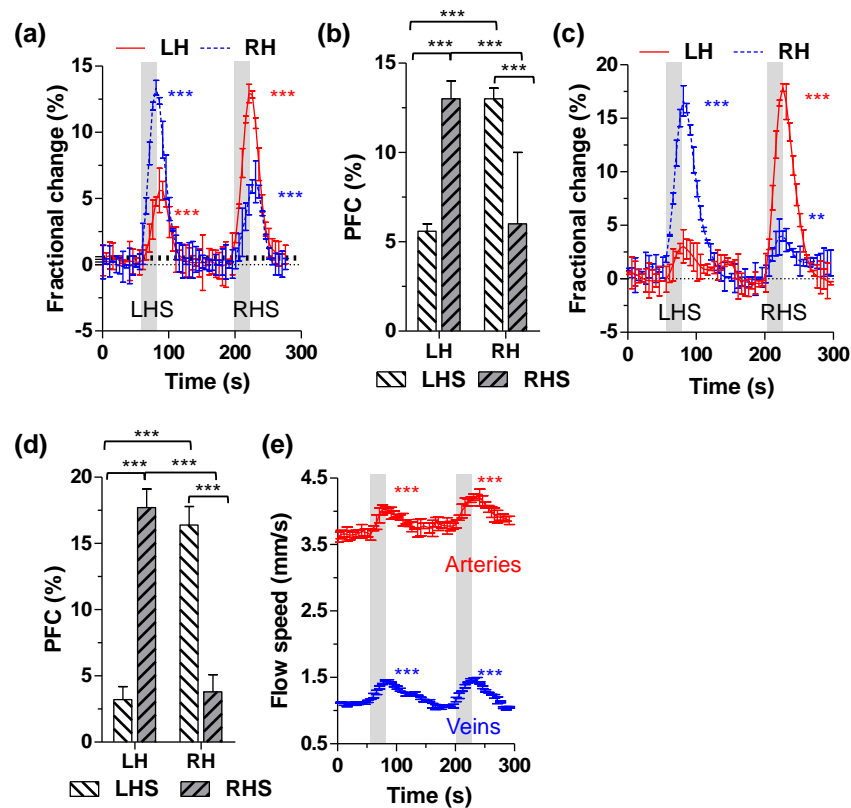 (a)
LH RH
Fractional change (%)
15
10
5
0
-5
***
***
***
***
LHS RHS
0 100 200 300
Time (s)
(b)
***
*** ***
***
PFC (%)
15
10
5
0
LH RH
LHS RHS
(c)
LH RH
Fractional change (%)
20
15
10
5
0
-5
***
***
**
LHS RHS
0 100 200 300
Time (s)
(d)
***
*** ***
***
PFC (%)
20
15
10
5
0
LH RH
LHS RHS
(e)
Flow speed (mm/s)
4.5
3.5
2.5
1.5
0.5
*** ***
Arteries
*** ***
Veins
0 100 200 300
Time (s)